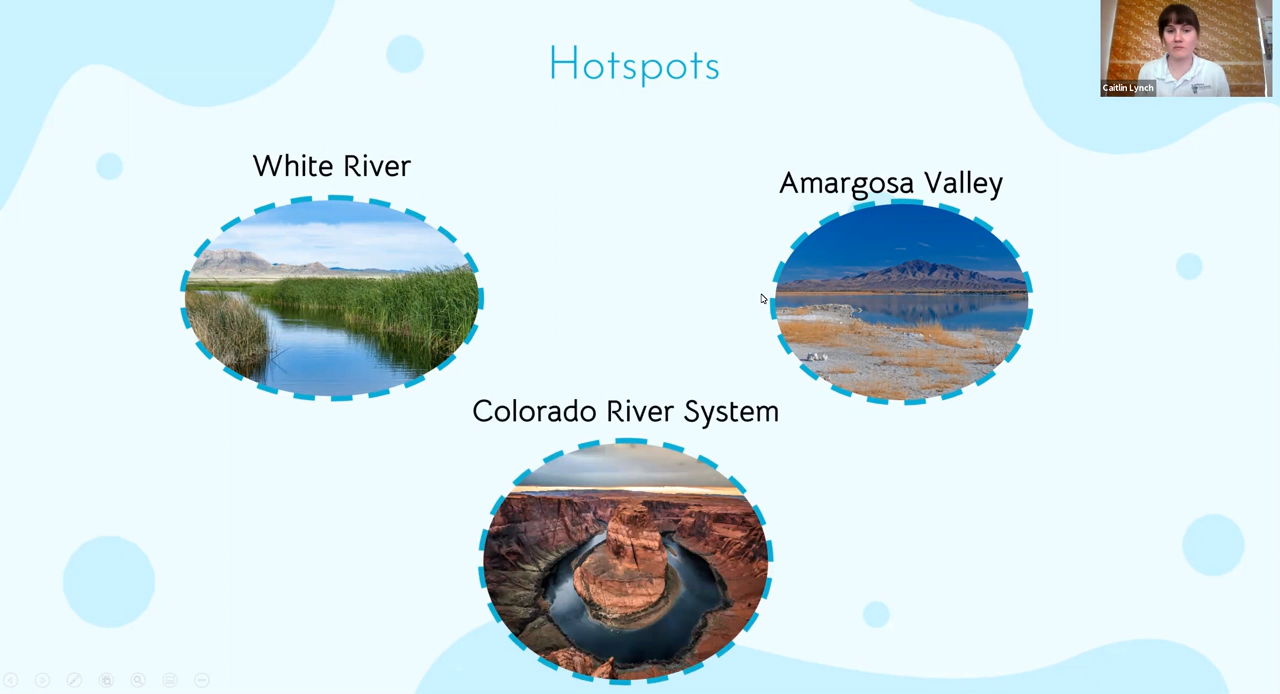 Hotspots
Caitlin Lynch
White River
Amargosa Valley
Colorado River System